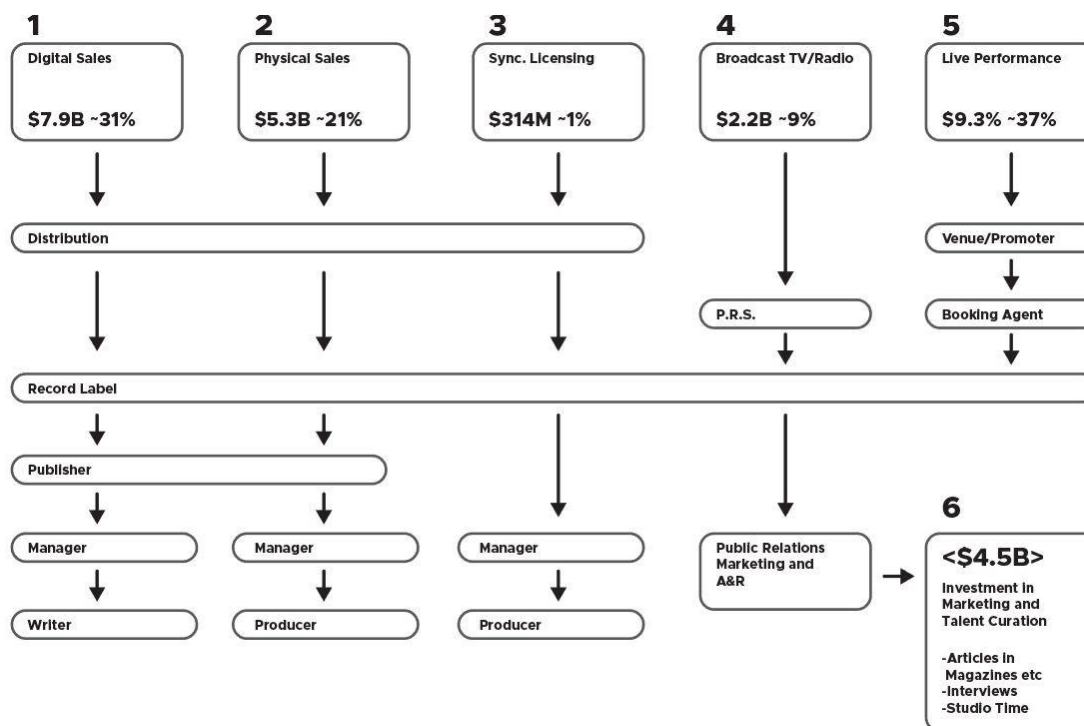 1
2
3
4
5
Digital Sales
$7.9B ~31%
Physical Sales
$5.3B ~21%
Sync. Licensing
$314M ~1%
Broadcast TV/Radio
$2.2B ~9%
Live Performance
$9.3% ~37%
Distribution
Venue/Promoter
P.R.S.
Booking Agent
Record Label
Publisher
Manager
Manager
Manager
Writer
Producer
Producer
Public Relations
Marketing and
A&R
6
<$4.5B>
Investment in
Marketing and
Talent Curation
-Articles in
Magazines etc
-Interviews
-Studio Time